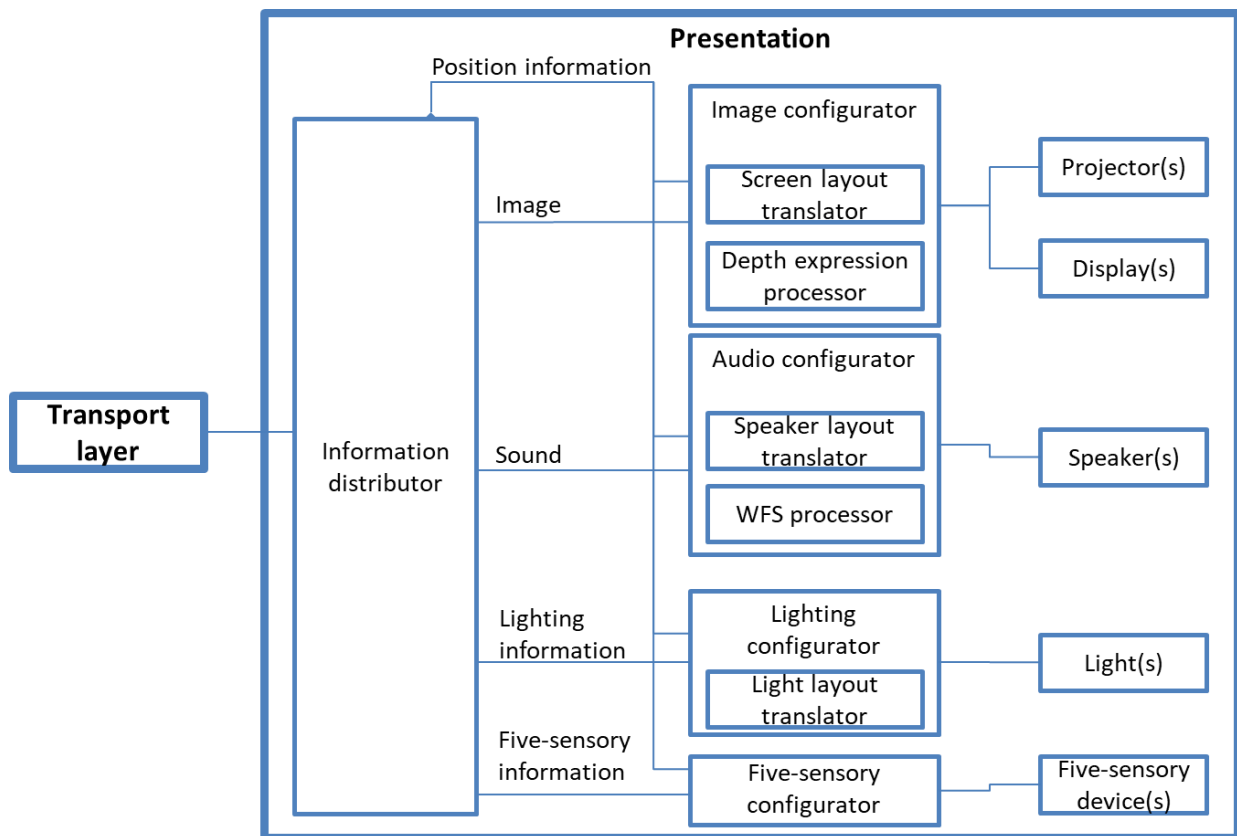 Presentation
Position information
Image configurator
Screen layout
translator
Depth expression
processor
Image
Projector(s)
Display(s)
Audio configurator
Speaker layout
translator
WFS processor
Sound
Speaker(s)
Transport
layer
Information
distributor
Lighting
information
Lighting
configurator
Light layout
translator
Light(s)
Five-sensory
information
Five-sensory
configurator
Five-sensory
device(s)